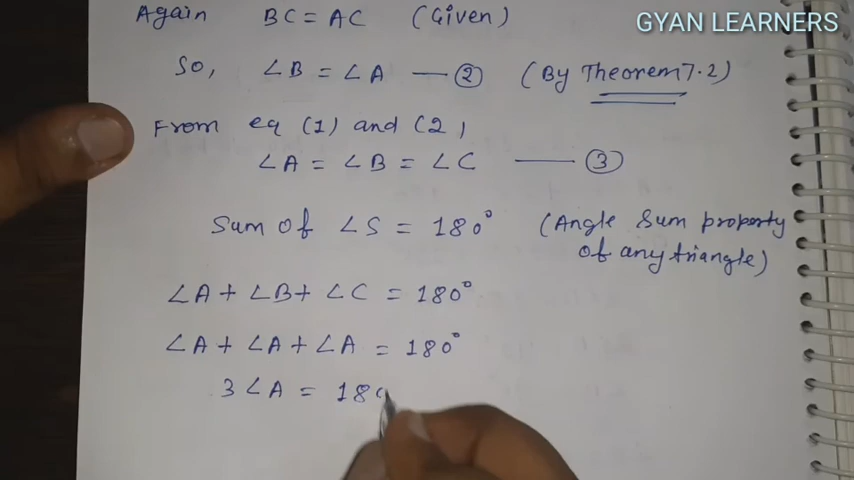 GYAN LEARNERS
Again BC = AC (Given)
So, ∠B = ∠A — ② (By Theorem 7.2)
From eq (1) and (2,
∠A = ∠B = ∠C — ③
Sum of ∠S = 180° (Angle Sum property
of any triangle)
∠A + ∠B + ∠C = 180°
∠A + ∠A + ∠A = 180°
3 ∠A = 180